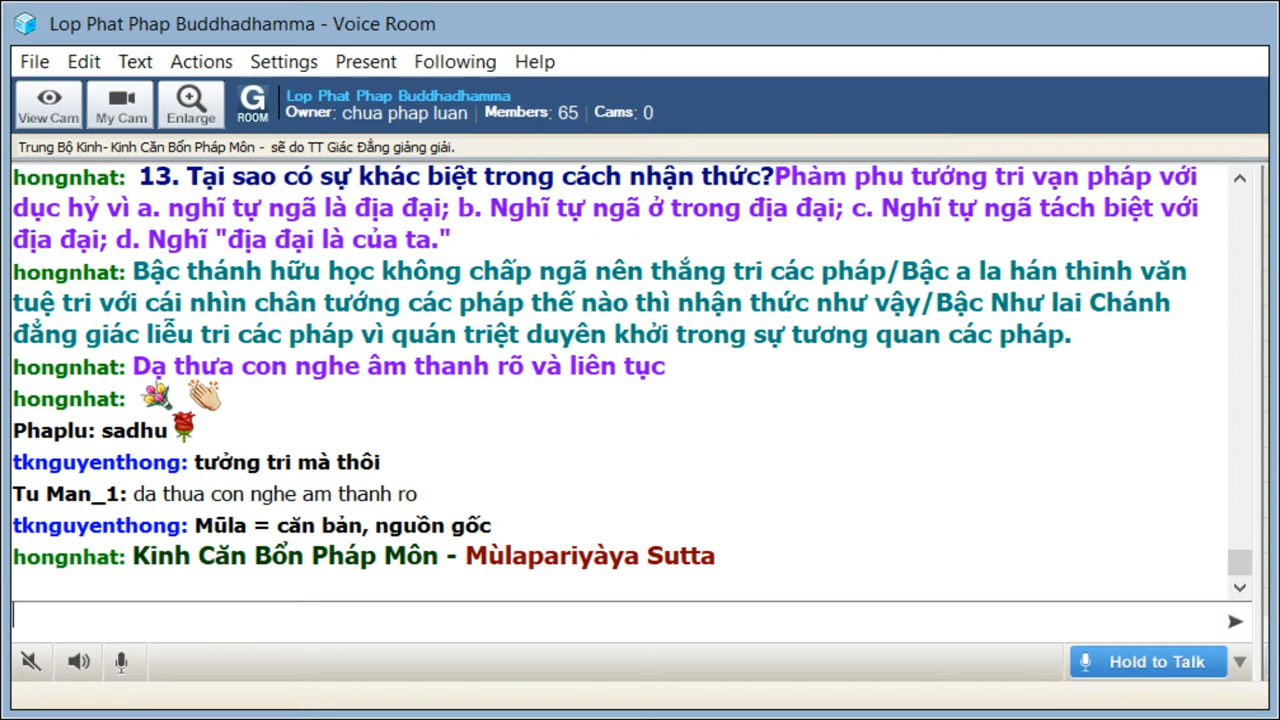 Lop Phat Phap Buddhadhamma - Voice Room
File Edit Text Actions Settings Present Following Help
View Cam My Cam Enlarge G ROOM Lop Phat Phap Buddhadhamma
Owner: chua phap luan | Members: 65 | Cams: 0
Trung Bộ Kinh- Kinh Căn Bổn Pháp Môn - sẽ do TT Giác Đẳng giảng giải.
hongnhat: 13. Tại sao có sự khác biệt trong cách nhận thức?Phàm phu tướng tri vạn pháp với
dục hỷ vì a. nghĩ tự ngã là địa đại; b. Nghĩ tự ngã ở trong địa đại; c. Nghĩ tự ngã tách biệt với
địa đại; d. Nghĩ "địa đại là của ta."
hongnhat: Bậc thánh hữu học không chấp ngã nên thắng tri các pháp/Bậc a la hán thinh văn
tuệ tri với cái nhìn chân tướng các pháp thế nào thì nhận thức như vậy/Bậc Như lai Chánh
đẳng giác liễu tri các pháp vì quán triệt duyên khởi trong sự tương quan các pháp.
hongnhat: Dạ thưa con nghe âm thanh rõ và liên tục
hongnhat:
Phaplu: sadhu
tknguyenthong: tưởng tri mà thôi
Tu Man_1: da thua con nghe am thanh ro
tknguyenthong: Mūla = căn bản, nguồn gốc
hongnhat: Kinh Căn Bổn Pháp Môn - Mùlapariyàya Sutta
Hold to Talk